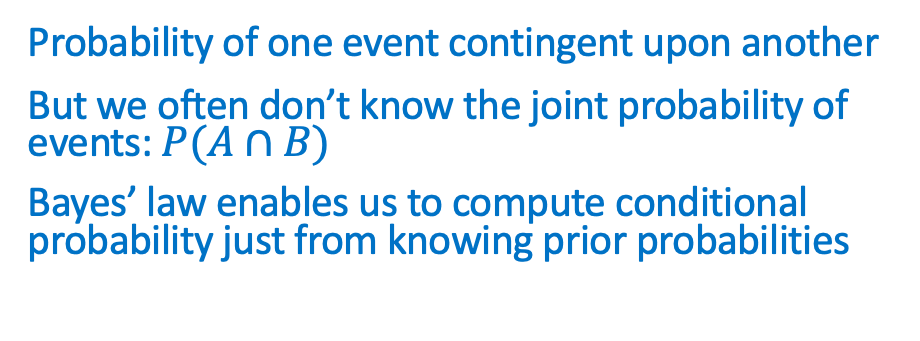 Probability of one event contingent upon another
But we often don’t know the joint probability of
events: P(A ∩ B)
Bayes’ law enables us to compute conditional
probability just from knowing prior probabilities